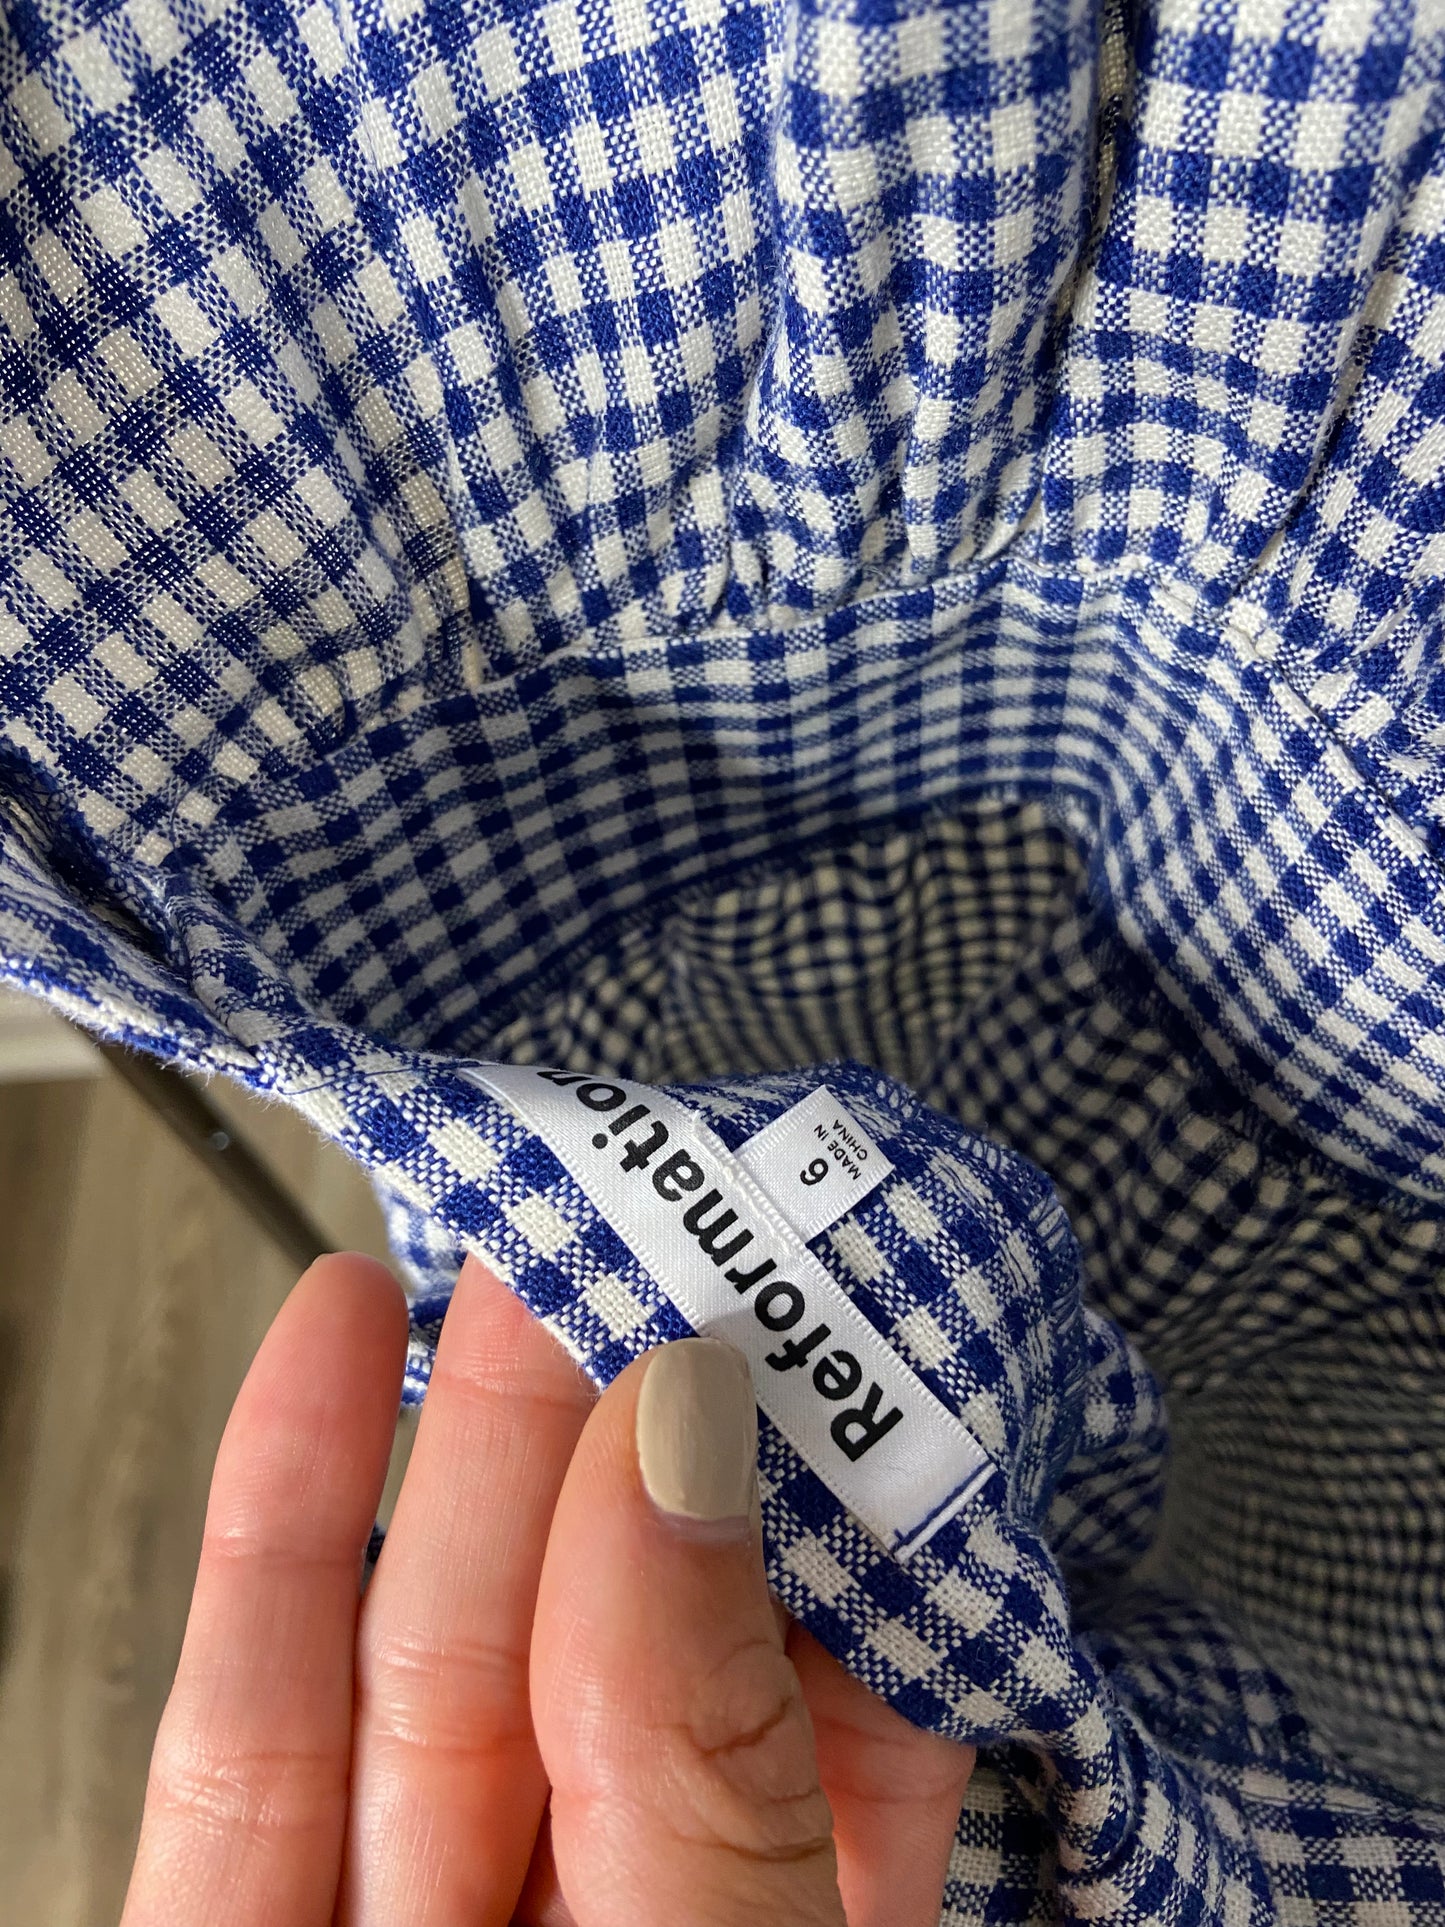 Reformation
6
MADE IN
CHINA